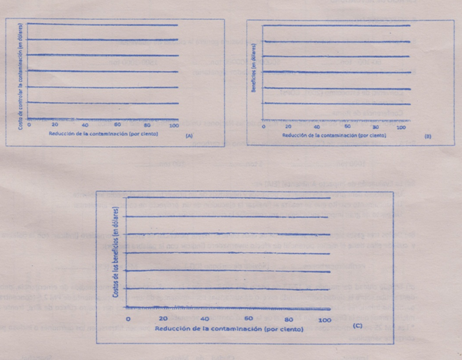 Costo de controlar la contaminación (en dólares)
0 20 40 60 80 100
Reducción de la contaminación (por ciento)
(A)
Beneficios (en dólares)
0 20 40 60 80 100
Reducción de la contaminación (por ciento)
(B)
Costos de los beneficios (en dólares)
0 20 40 60 80 100
Reducción de la contaminación (por ciento)
(C)